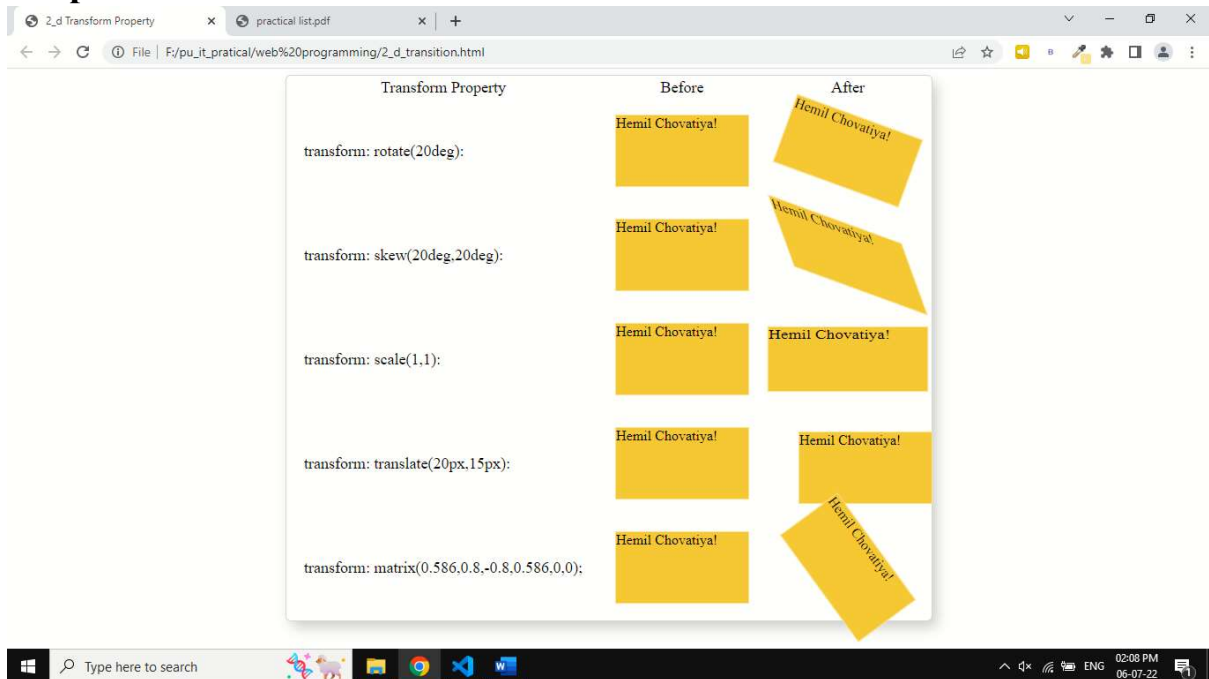 2_d Transform Property
practical list.pdf
File F:/pu_it_pratical/web%20programming/2_d_transition.html
Transform Property Before After
transform: rotate(20deg): Hemil Chovatiya! Hemil Chovatiya!
transform: skew(20deg,20deg): Hemil Chovatiya! Hemil Chovatiya!
transform: scale(1,1): Hemil Chovatiya! Hemil Chovatiya!
transform: translate(20px,15px): Hemil Chovatiya! Hemil Chovatiya!
transform: matrix(0.586,0.8,-0.8,0.586,0,0); Hemil Chovatiya! Hemil Chovatiya!
Type here to search
ENG
02:08 PM
06-07-22